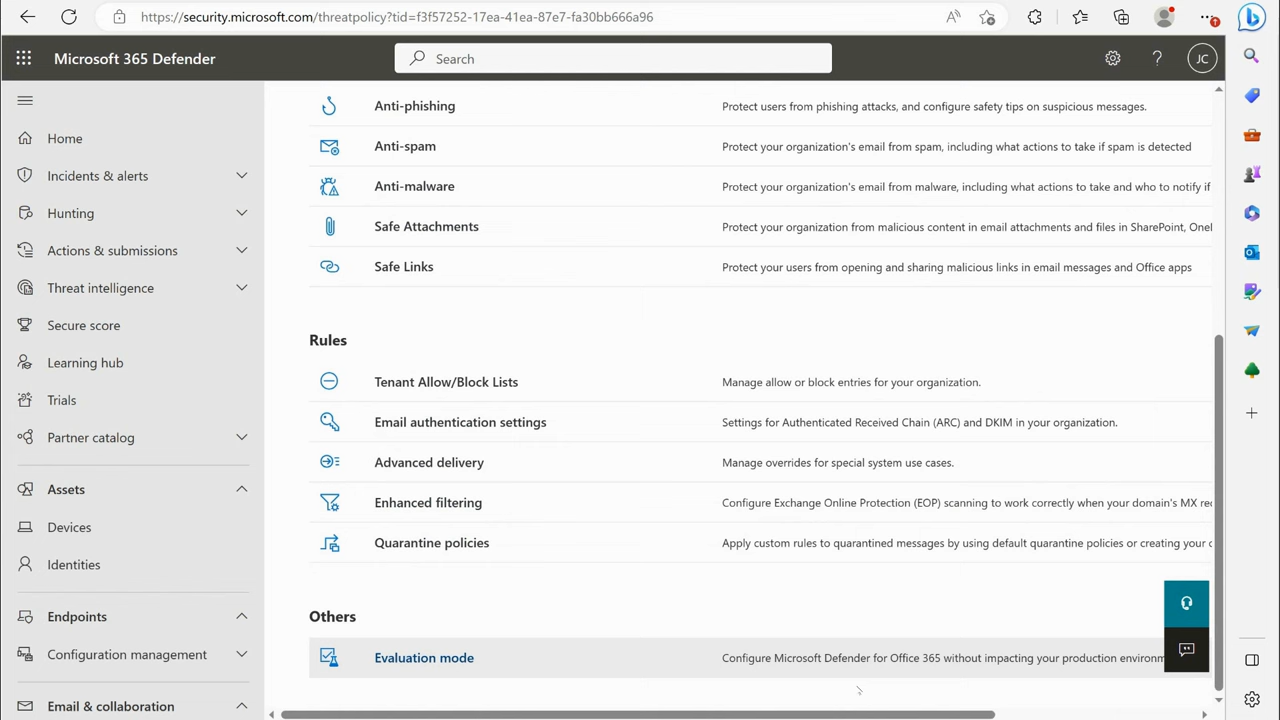 https://security.microsoft.com/threatpolicy?tid=f3f57252-17ea-41ea-87e7-fa30bb666a96
Microsoft 365 Defender
Search
JC
Home
Incidents & alerts
Hunting
Actions & submissions
Threat intelligence
Secure score
Learning hub
Trials
Partner catalog
Assets
Devices
Identities
Endpoints
Configuration management
Email & collaboration
Anti-phishing Protect users from phishing attacks, and configure safety tips on suspicious messages.
Anti-spam Protect your organization's email from spam, including what actions to take if spam is detected
Anti-malware Protect your organization's email from malware, including what actions to take and who to notify if
Safe Attachments Protect your organization from malicious content in email attachments and files in SharePoint, Onel
Safe Links Protect your users from opening and sharing malicious links in email messages and Office apps
Rules
Tenant Allow/Block Lists Manage allow or block entries for your organization.
Email authentication settings Settings for Authenticated Received Chain (ARC) and DKIM in your organization.
Advanced delivery Manage overrides for special system use cases.
Enhanced filtering Configure Exchange Online Protection (EOP) scanning to work correctly when your domain's MX rec
Quarantine policies Apply custom rules to quarantined messages by using default quarantine policies or creating your
Others
Evaluation mode Configure Microsoft Defender for Office 365 without impacting your production environm